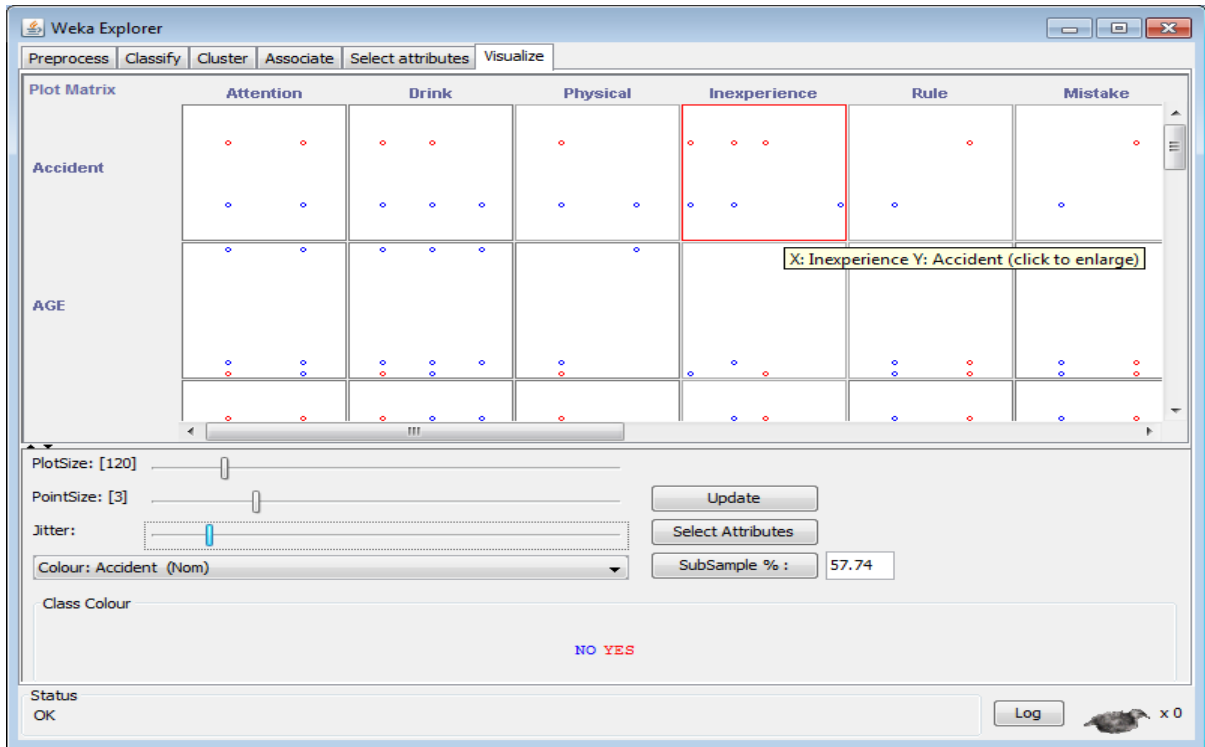 Weka Explorer
Preprocess Classify Cluster Associate Select attributes Visualize
Plot Matrix Attention Drink Physical Inexperience Rule Mistake
Accident
X: Inexperience Y: Accident (click to enlarge)
AGE
PlotSize: [120]
PointSize: [3] Update
Jitter: Select Attributes
Colour: Accident (Nom) SubSample % : 57.74
Class Colour
NO YES
Status
OK Log x 0